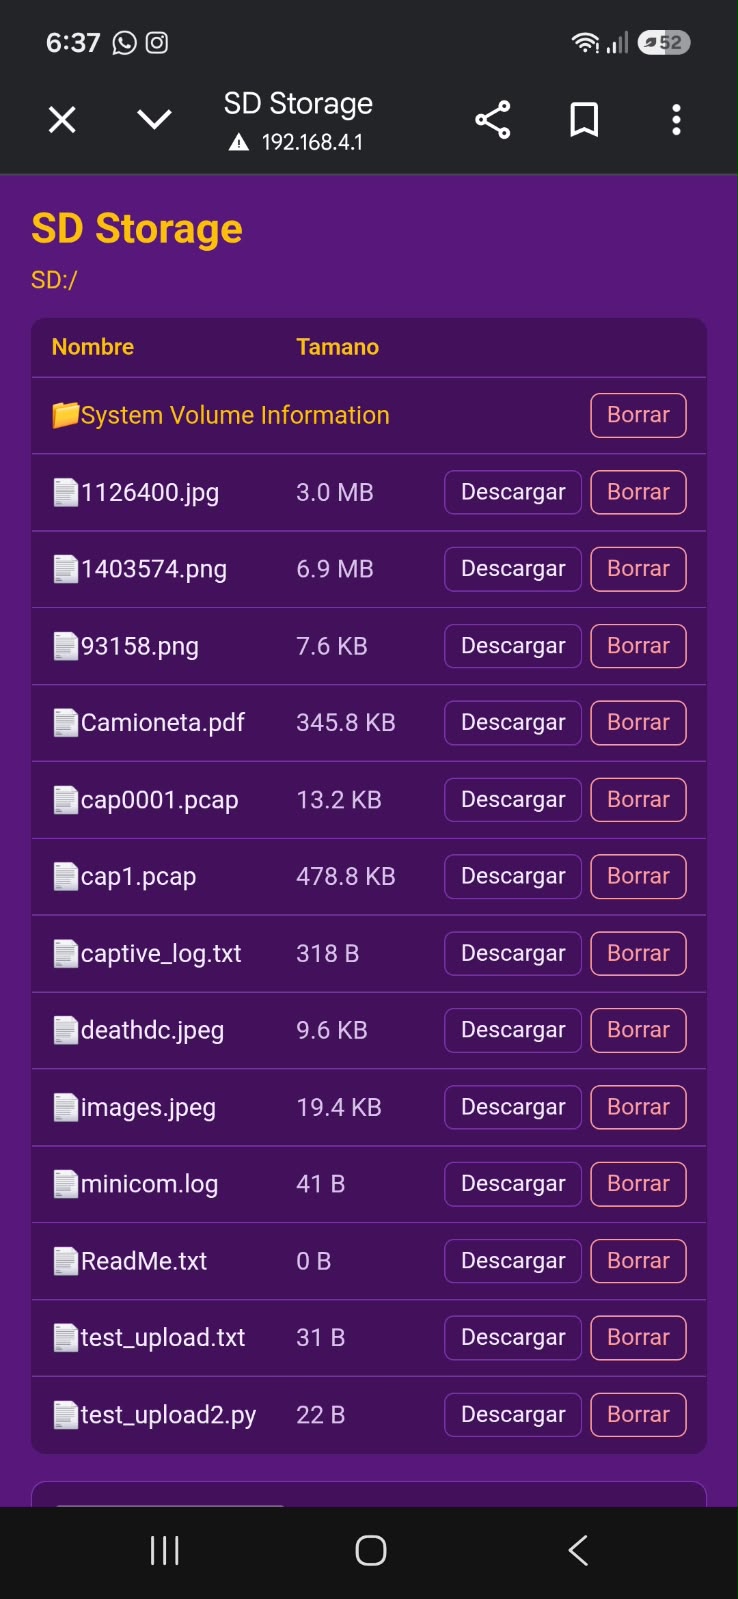 6:37
52
SD Storage
192.168.4.1
SD Storage
SD:/
Nombre Tamano
System Volume Information Borrar
1126400.jpg 3.0 MB Descargar Borrar
1403574.png 6.9 MB Descargar Borrar
93158.png 7.6 KB Descargar Borrar
Camioneta.pdf 345.8 KB Descargar Borrar
cap0001.pcap 13.2 KB Descargar Borrar
cap1.pcap 478.8 KB Descargar Borrar
captive_log.txt 318 B Descargar Borrar
deathdc.jpeg 9.6 KB Descargar Borrar
images.jpeg 19.4 KB Descargar Borrar
minicom.log 41 B Descargar Borrar
ReadMe.txt 0 B Descargar Borrar
test_upload.txt 31 B Descargar Borrar
test_upload2.py 22 B Descargar Borrar